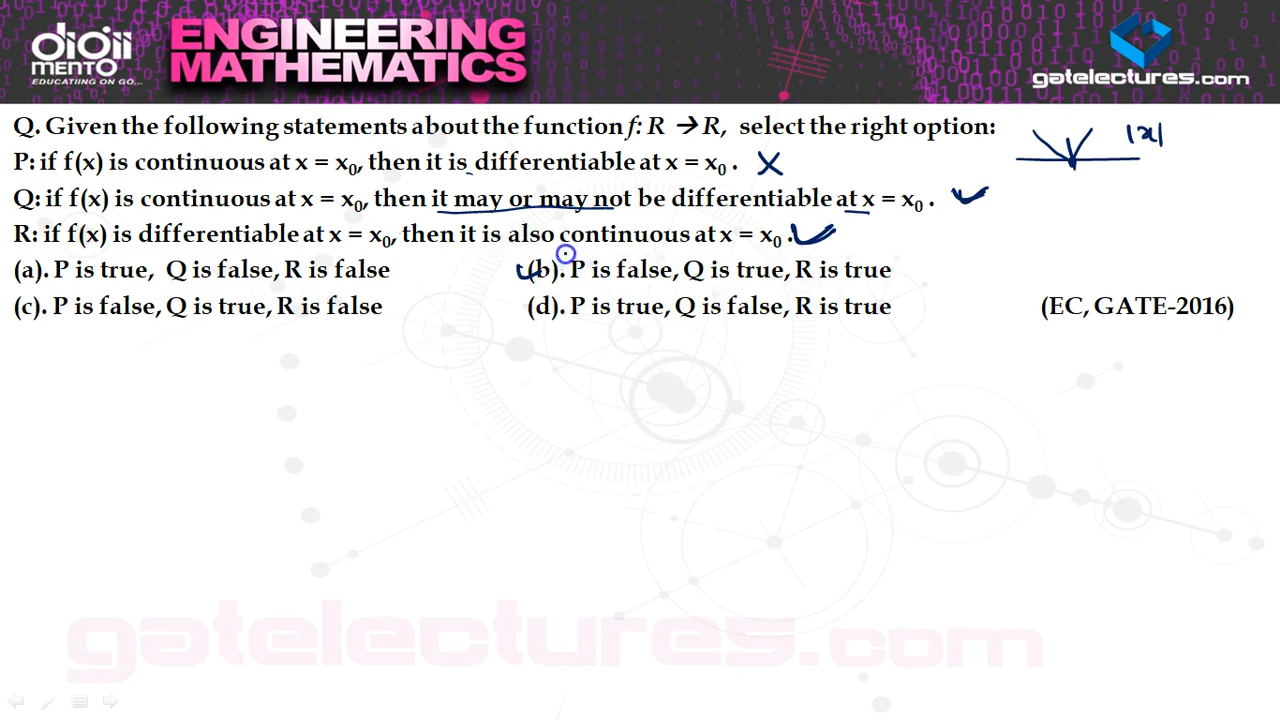 digii
MENTO
EDUCATIING ON GO...
ENGINEERING
MATHEMATICS
gatelectures.com
Q. Given the following statements about the function f: R → R, select the right option:
|x|
P: if f(x) is continuous at x = x₀, then it is differentiable at x = x₀ .
Q: if f(x) is continuous at x = x₀, then it may or may not be differentiable at x = x₀ .
R: if f(x) is differentiable at x = x₀, then it is also continuous at x = x₀ .
(a). P is true, Q is false, R is false (b). P is false, Q is true, R is true
(c). P is false, Q is true, R is false (d). P is true, Q is false, R is true (EC, GATE-2016)
gatelectures.com